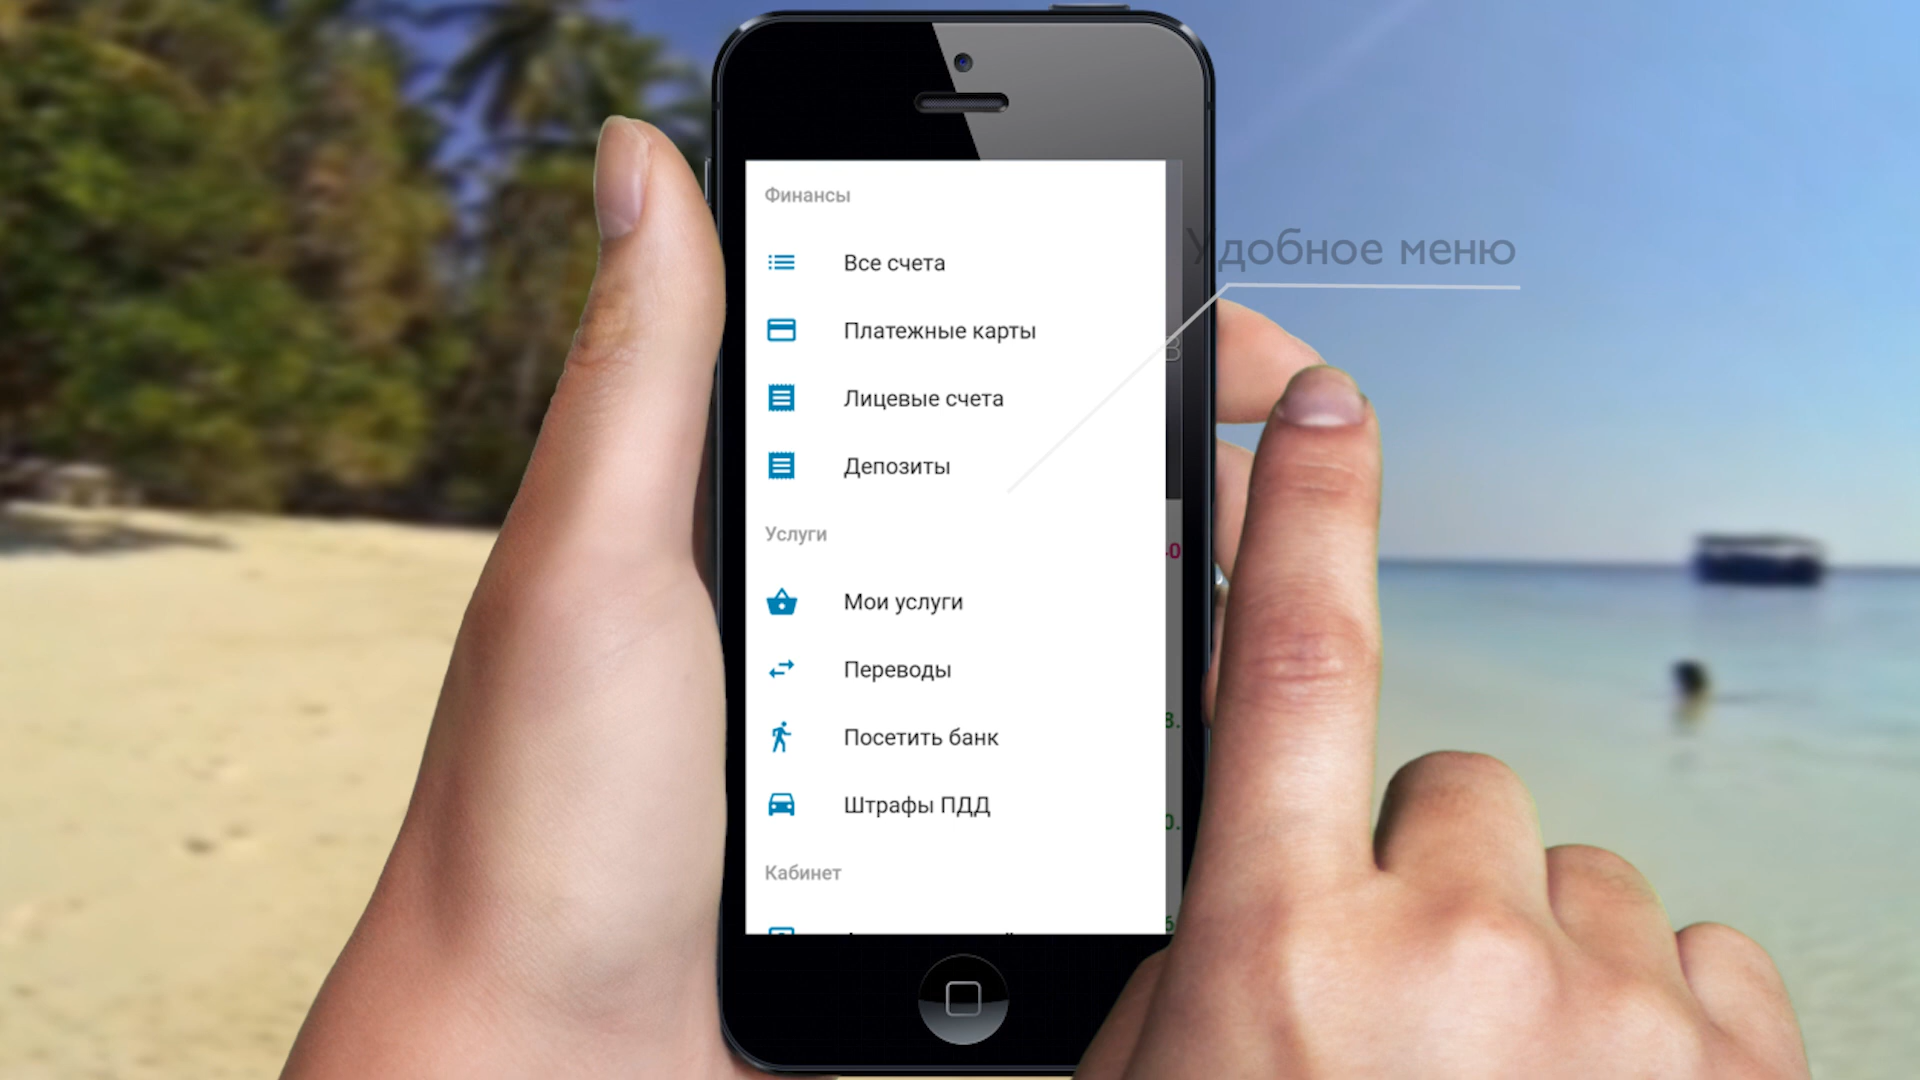 Финансы
Все счета
Удобное меню
Платежные карты
Лицевые счета
Депозиты
Услуги
Мои услуги
Переводы
Посетить банк
Штрафы ПДД
Кабинет